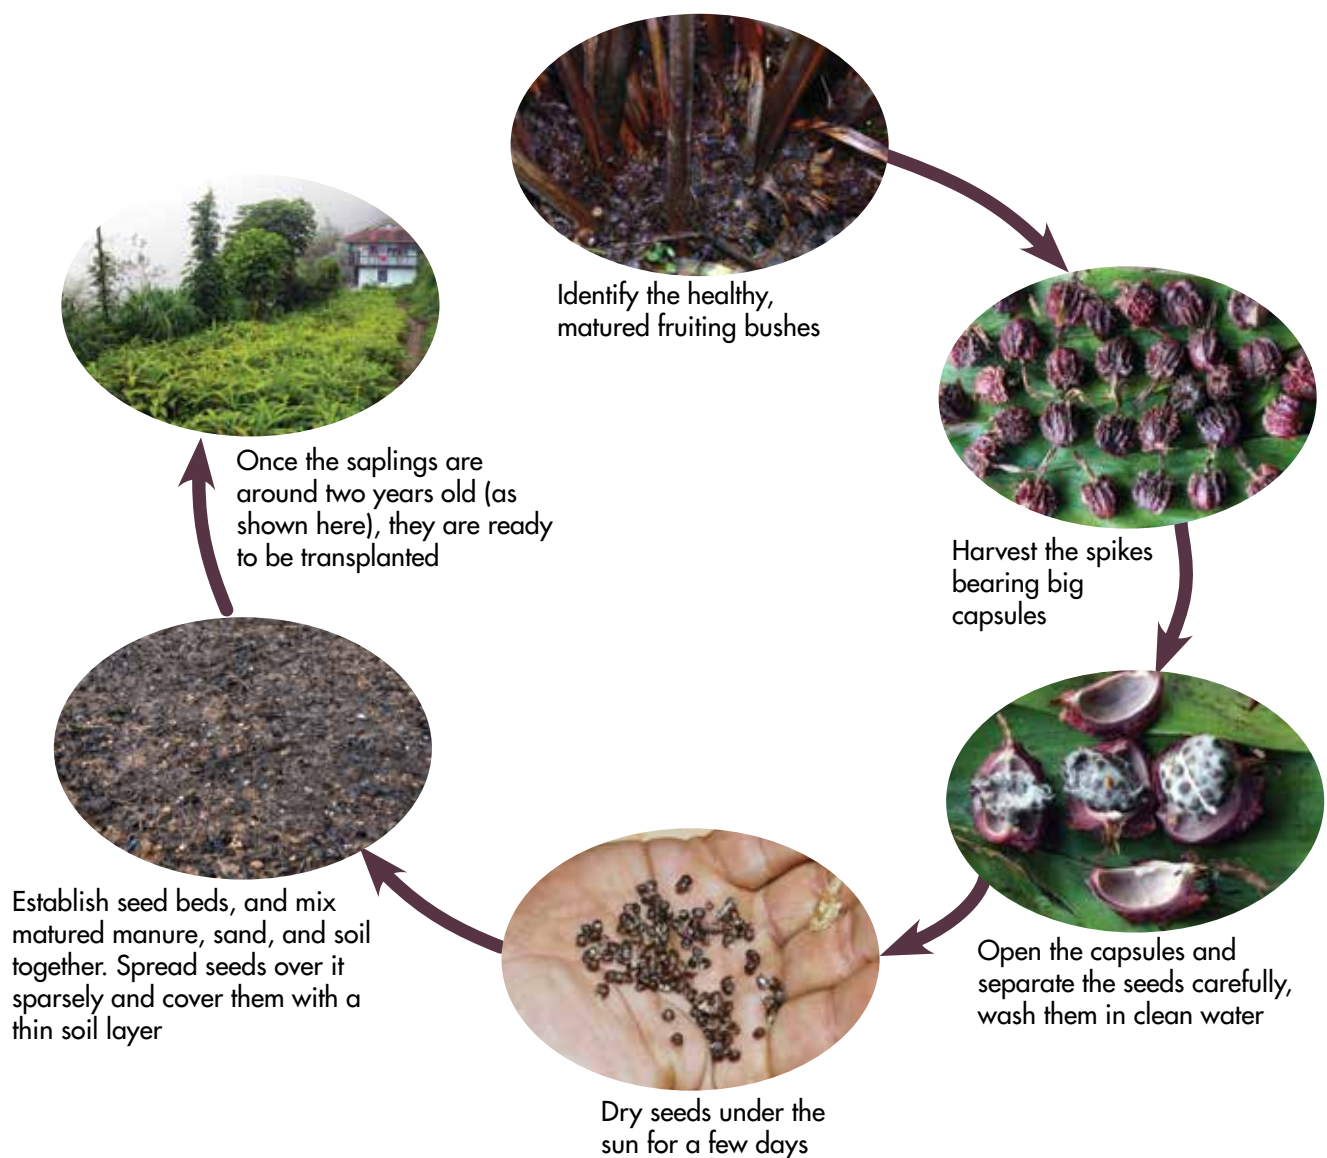 Identify the healthy,
matured fruiting bushes
Harvest the spikes
bearing big
capsules
Open the capsules and
separate the seeds carefully,
wash them in clean water
Dry seeds under the
sun for a few days
Establish seed beds, and mix
matured manure, sand, and soil
together. Spread seeds over it
sparsely and cover them with a
thin soil layer
Once the saplings are
around two years old (as
shown here), they are ready
to be transplanted